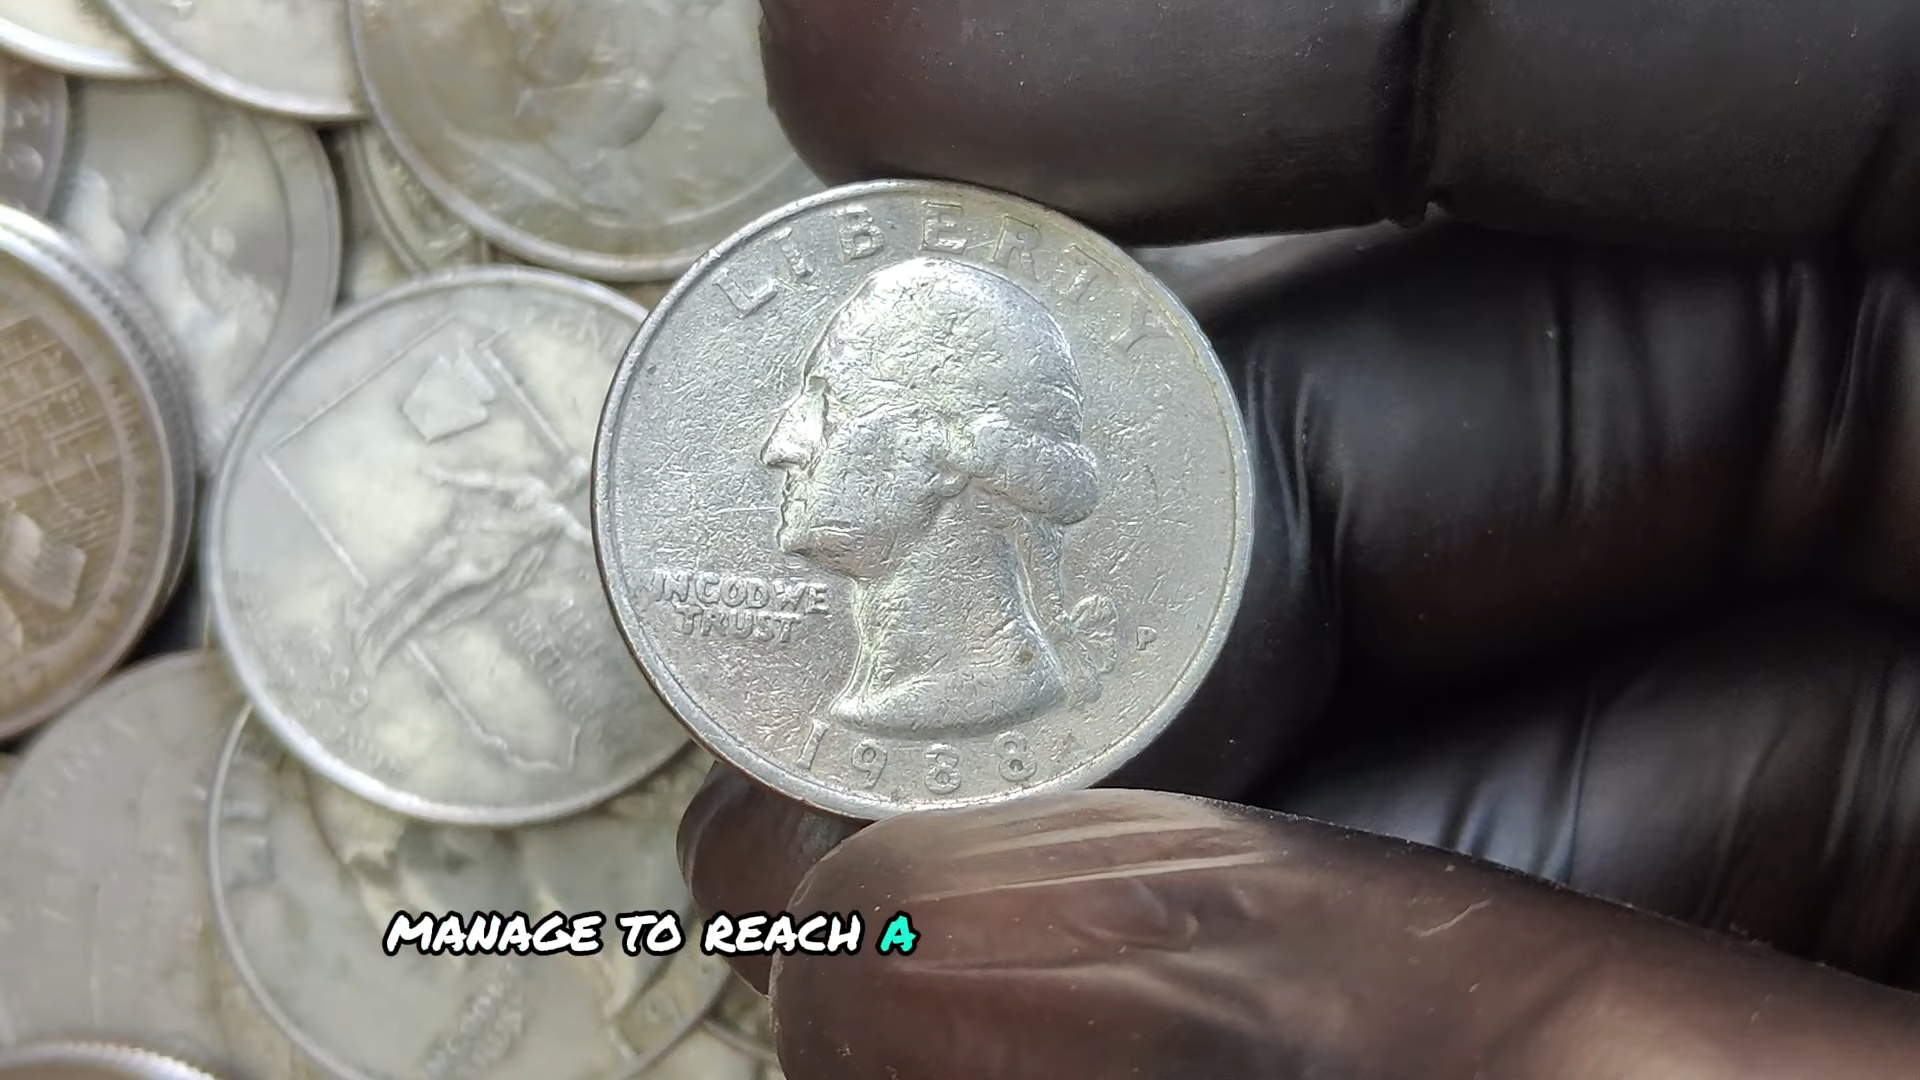 LIBERTY
IN GOD WE
TRUST
P
1988
MANAGE TO REACH A